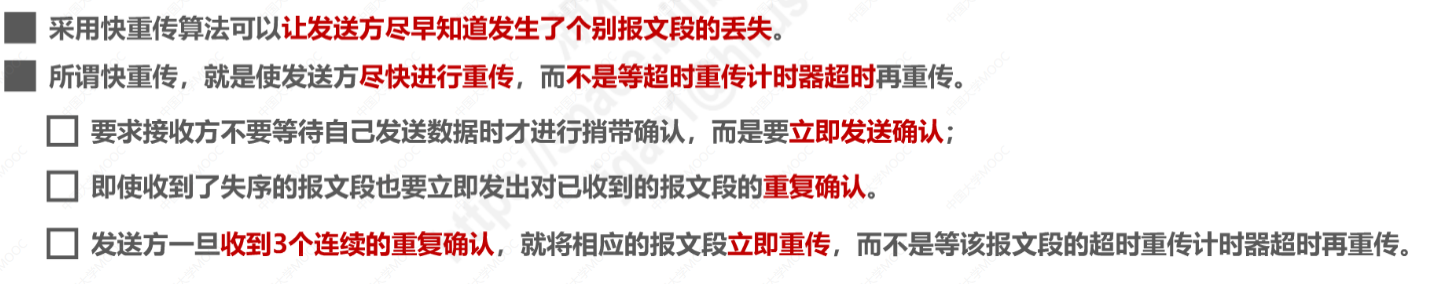 采用快重传算法可以让发送方尽早知道发生了个别报文段的丢失。
所谓快重传，就是使发送方尽快进行重传，而不是等超时重传计时器超时再重传。
要求接收方不要等待自己发送数据时才进行捎带确认，而是要立即发送确认；
即使收到了失序的报文段也要立即发出对已收到的报文段的重复确认。
发送方一旦收到3个连续的重复确认，就将相应的报文段立即重传，而不是等该报文段的超时重传计时器超时再重传。